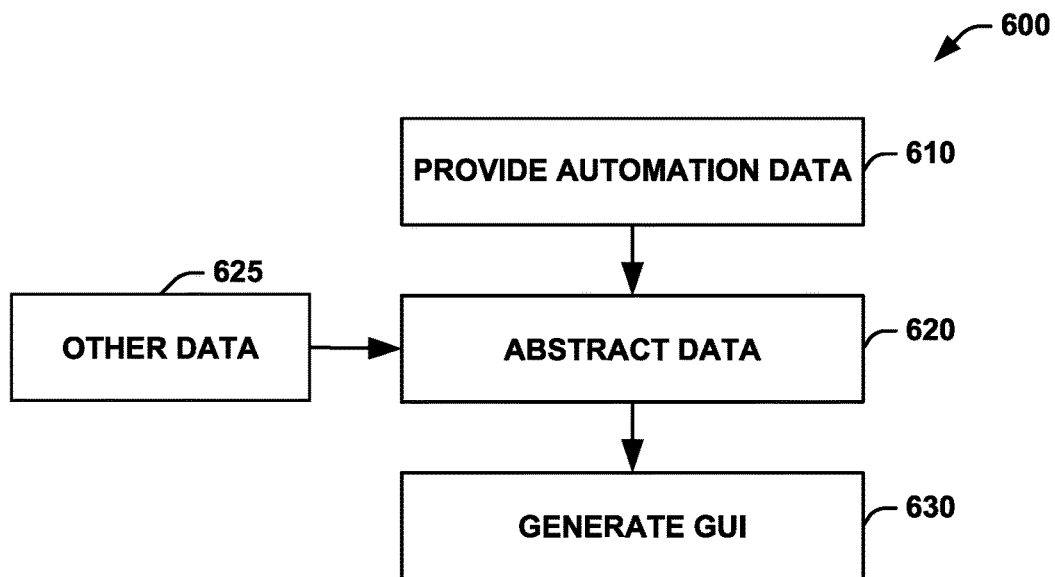 600
PROVIDE AUTOMATION DATA
610
625
OTHER DATA
ABSTRACT DATA
620
GENERATE GUI
630